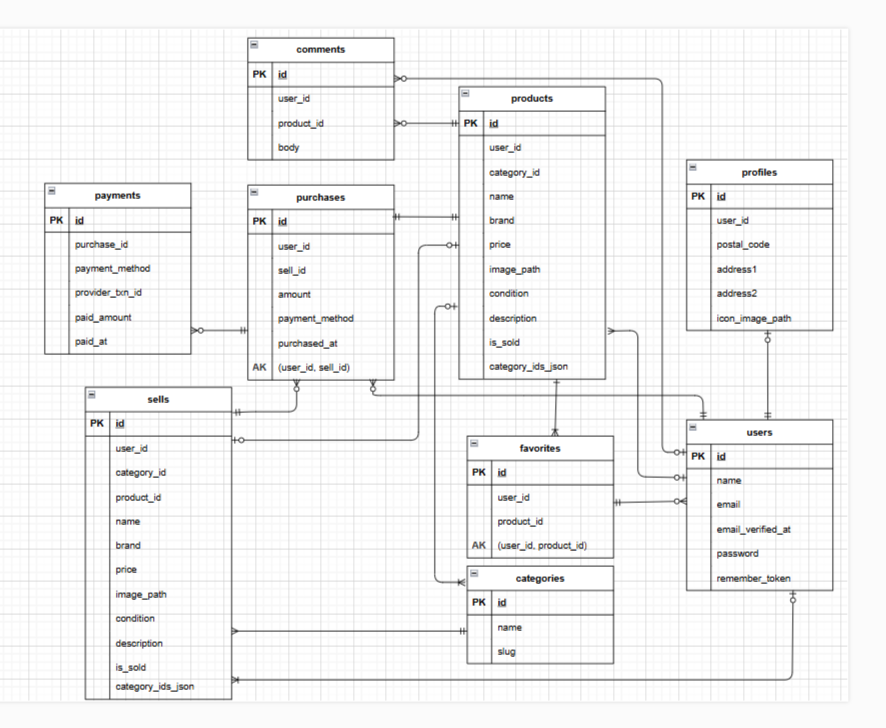 comments
PK id
user_id
product_id
body
products
PK id
user_id
category_id
name
brand
price
image_path
condition
description
is_sold
category_ids_json
profiles
PK id
user_id
postal_code
address1
address2
icon_image_path
payments
PK id
purchase_id
payment_method
provider_txn_id
paid_amount
paid_at
purchases
PK id
user_id
sell_id
amount
payment_method
purchased_at
AK (user_id, sell_id)
sells
PK id
user_id
category_id
product_id
name
brand
price
image_path
condition
description
is_sold
category_ids_json
favorites
PK id
user_id
product_id
AK (user_id, product_id)
users
PK id
name
email
email_verified_at
password
remember_token
categories
PK id
name
slug